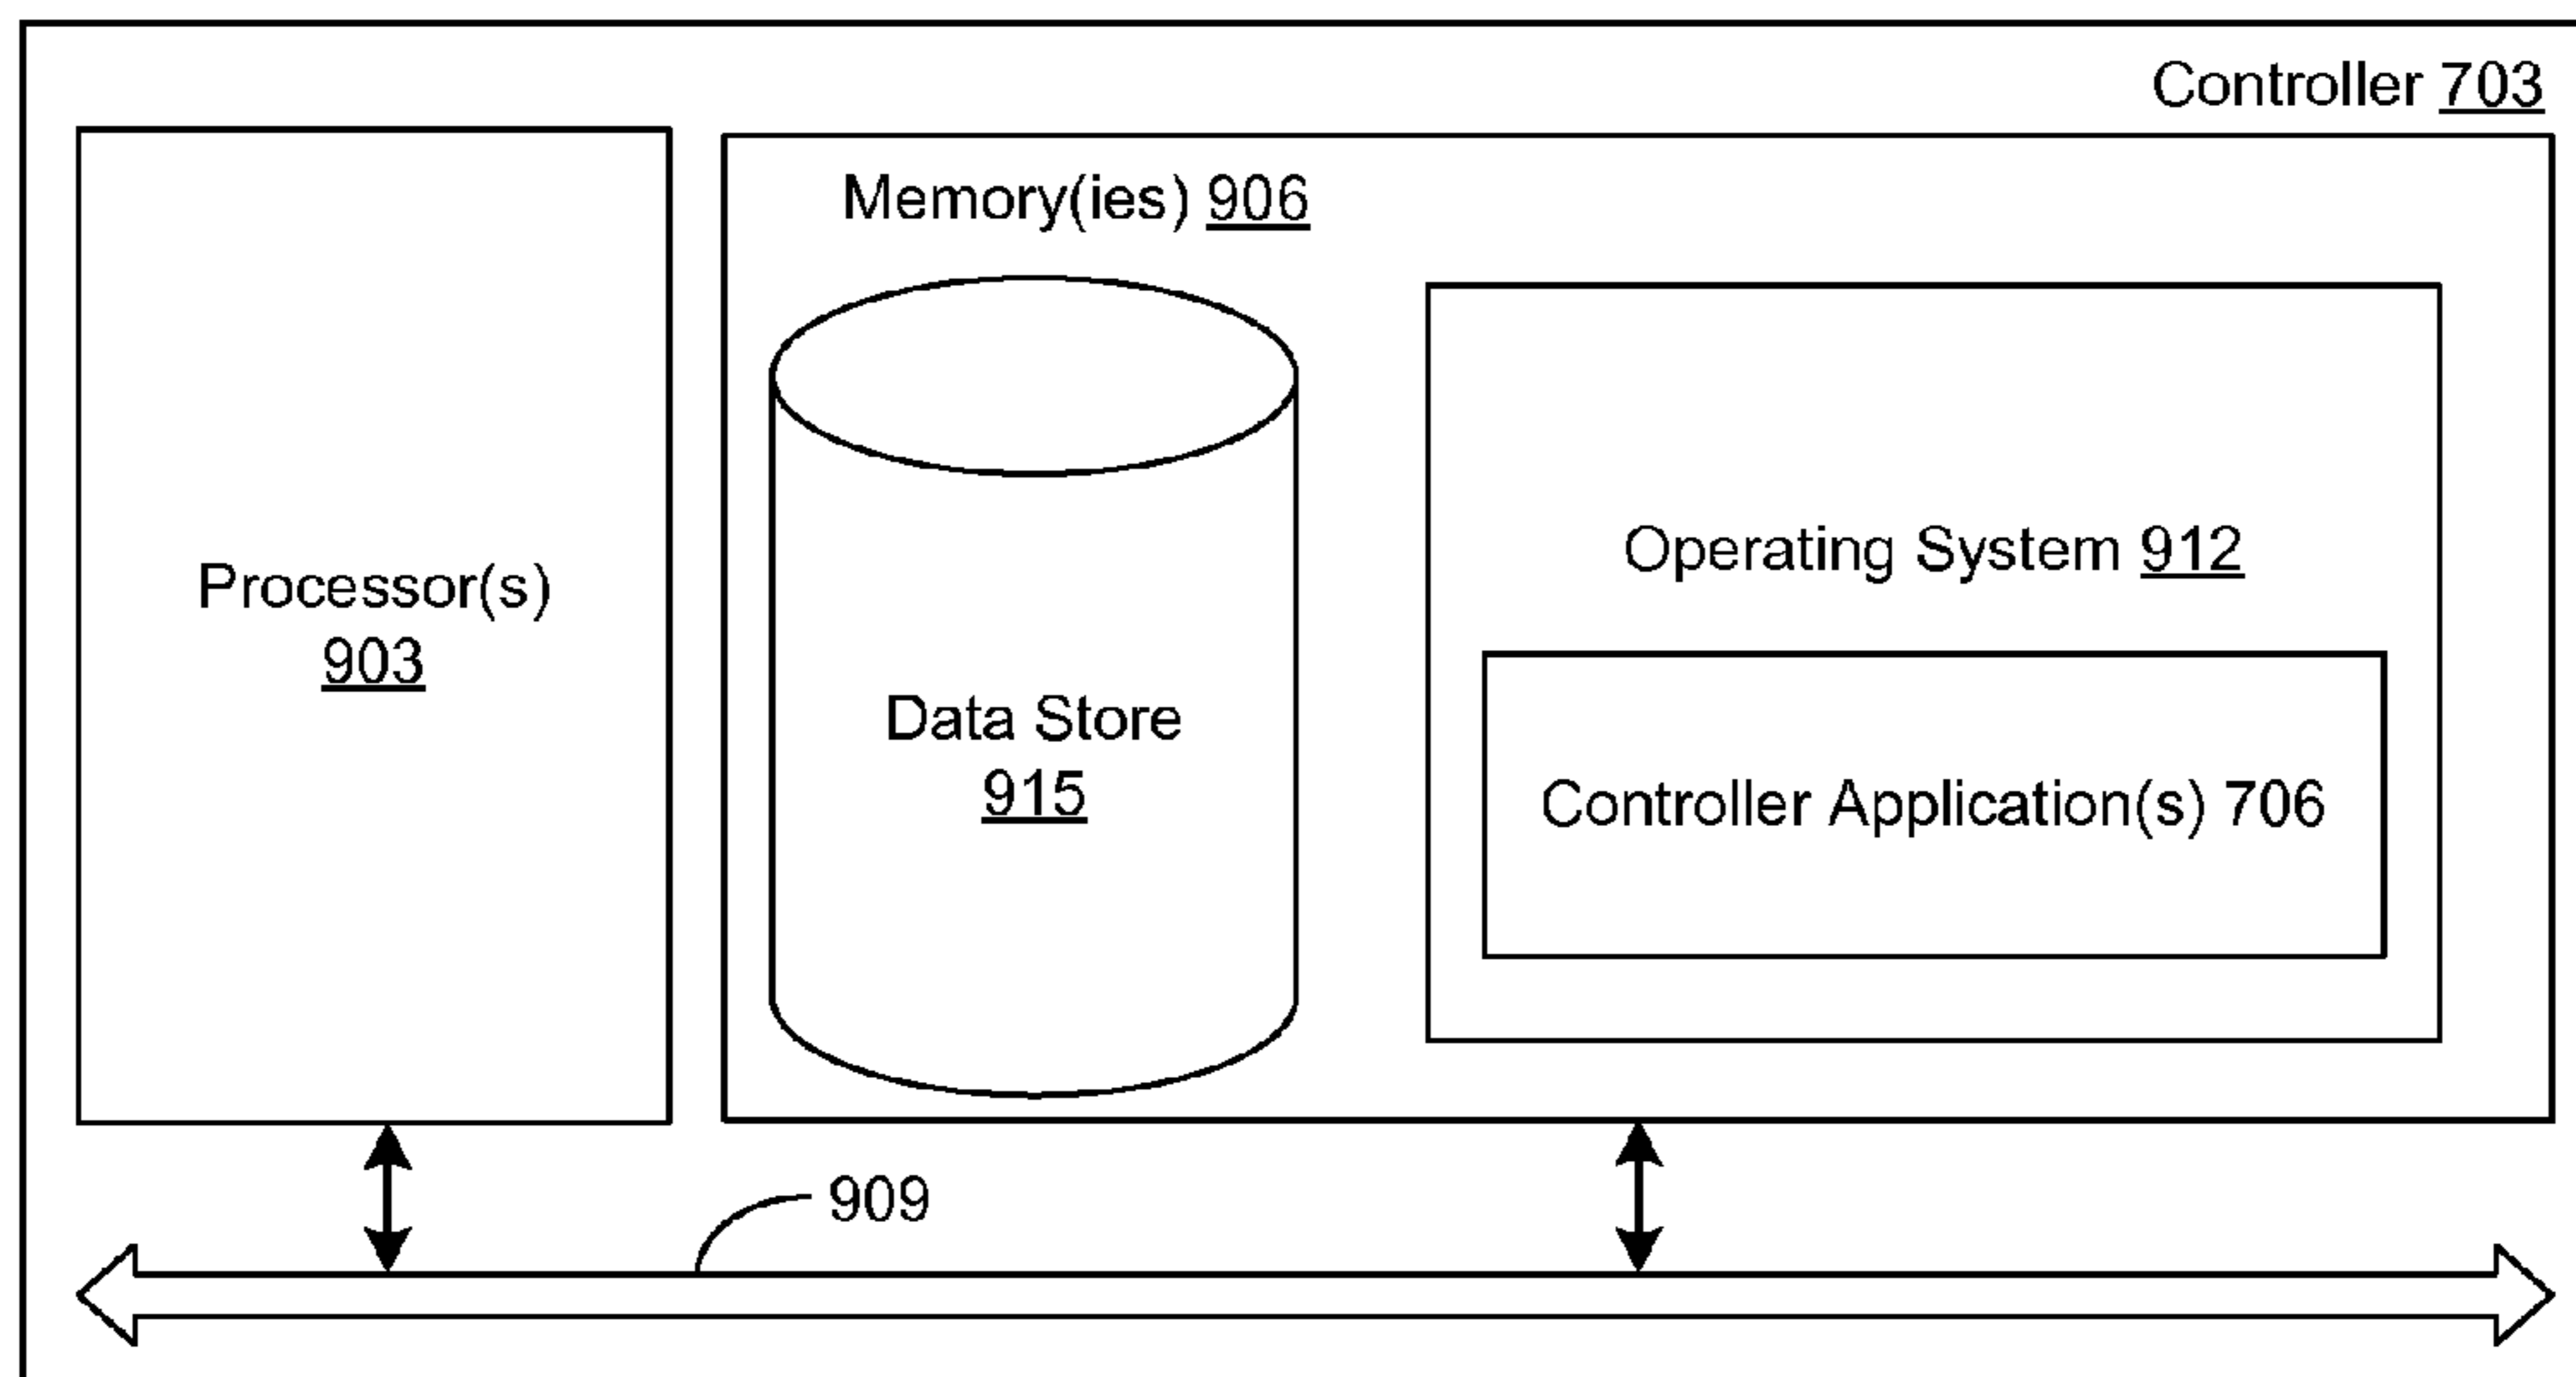 Controller 703
Memory(ies) 906
Processor(s)
903
Data Store
915
Operating System 912
Controller Application(s) 706
909